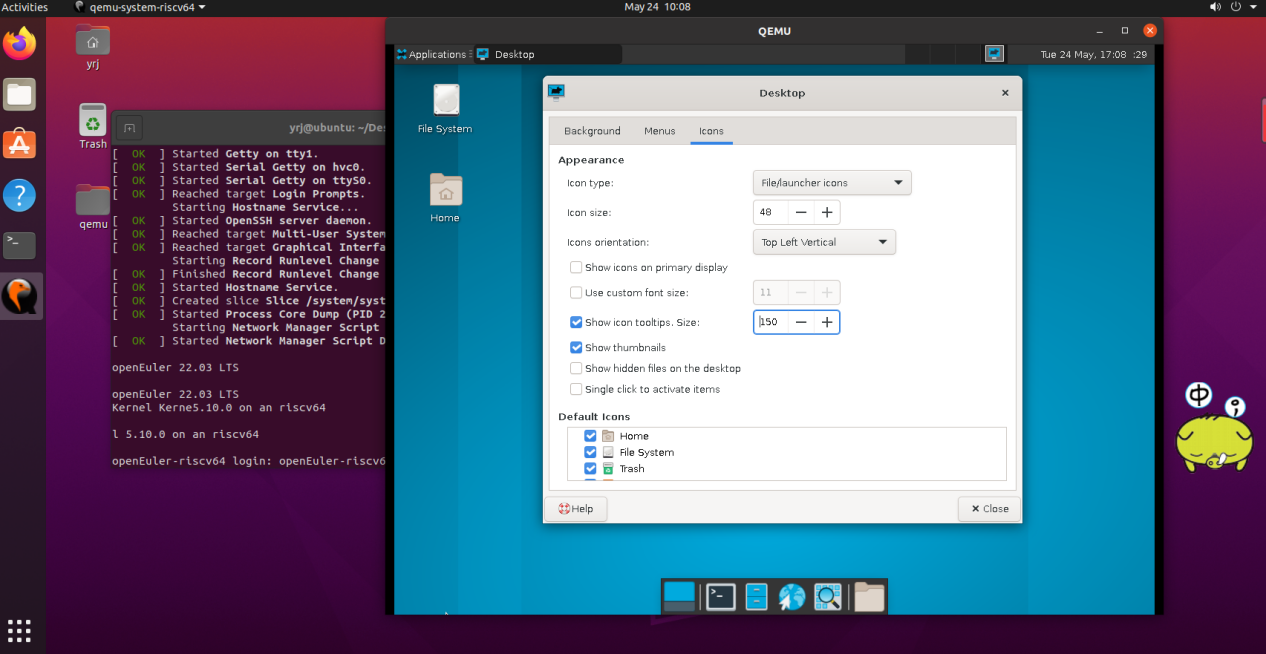 Activities
qemu-system-riscv64
May 24 10:08
yrj
Trash
qemu
yrj@ubuntu: ~/Des
[ OK ] Started Getty on tty1.
[ OK ] Started Serial Getty on hvc0.
[ OK ] Started Serial Getty on ttyS0.
[ OK ] Reached target Login Prompts.
Starting Hostname Service...
[ OK ] Started OpenSSH server daemon.
[ OK ] Reached target Multi-User System
[ OK ] Reached target Graphical Interfa
Starting Record Runlevel Change
[ OK ] Finished Record Runlevel Change
[ OK ] Started Hostname Service.
[ OK ] Created slice Slice /system/syst
[ OK ] Started Process Core Dump (PID 2
Starting Network Manager Script
[ OK ] Started Network Manager Script D
openEuler 22.03 LTS
openEuler 22.03 LTS
Kernel Kerne5.10.0 on an riscv64
l 5.10.0 on an riscv64
openEuler-riscv64 login: openEuler-riscv6
QEMU
Applications
Desktop
Tue 24 May, 17:08 :29
File System
Home
Desktop
Background Menus Icons
Appearance
Icon type: File/launcher icons
Icon size: 48
Icons orientation: Top Left Vertical
Show icons on primary display
Use custom font size: 11
Show icon tooltips. Size: 150
Show thumbnails
Show hidden files on the desktop
Single click to activate items
Default Icons
Home
File System
Trash
Help
Close
中